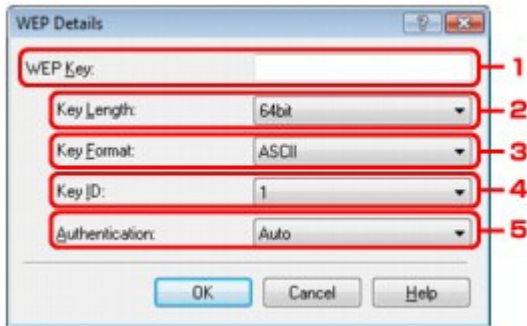 WEP Details
WEP Key: 1
Key Length: 64bit 2
Key Format: ASCII 3
Key ID: 1 4
Authentication: Auto 5
OK Cancel Help